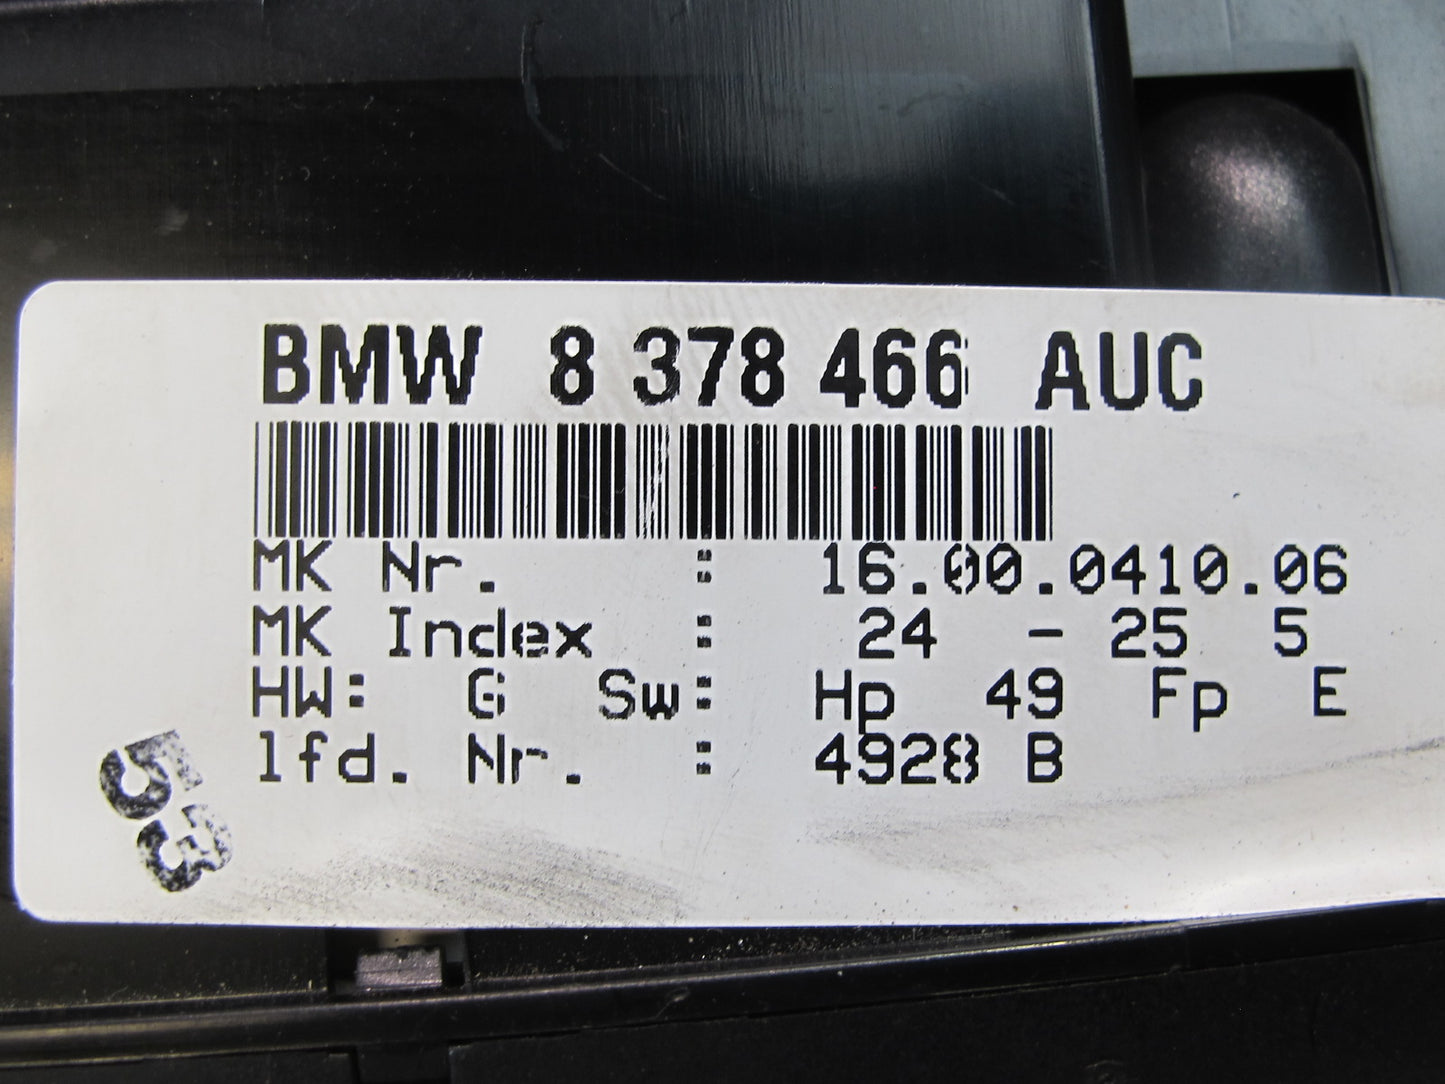 BMW 8 378 466 AUC
MK Nr. : 16.00.0410.06
MK Index : 24 - 25 5
HW: G Sw: Hp 49 Fp E
lfd. Nr. : 4928 B
53